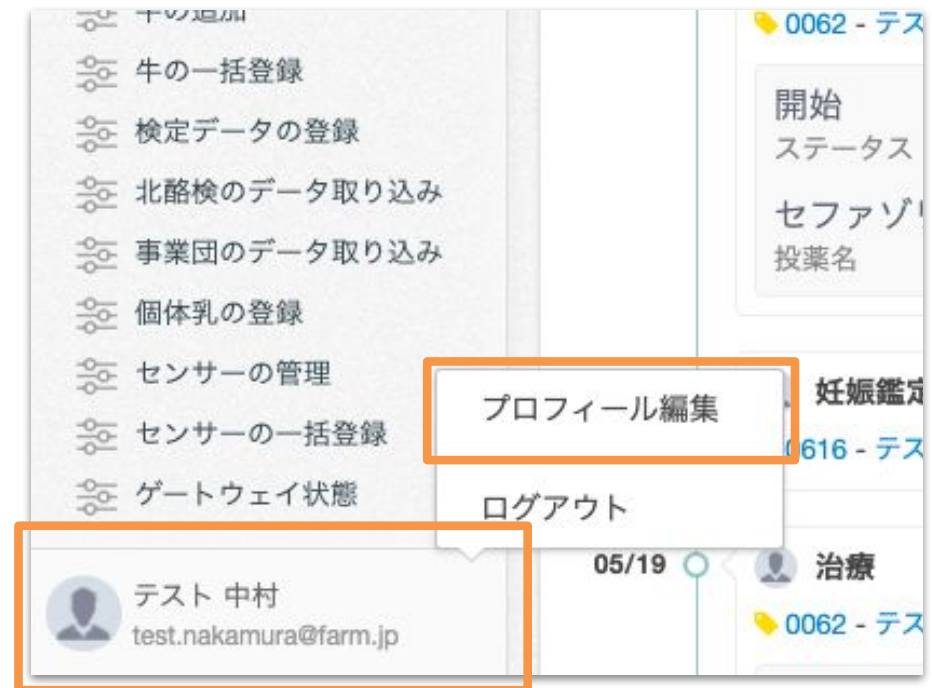 牛の追加
牛の一括登録
検定データの登録
北酪検のデータ取り込み
事業団のデータ取り込み
個体乳の登録
センサーの管理
センサーの一括登録
ゲートウェイ状態
テスト 中村
test.nakamura@farm.jp
プロフィール編集
ログアウト
0062 - テス
開始
ステータス
セファゾリ
投薬名
妊娠鑑定
0616 - テス
05/19
治療
0062 - テス